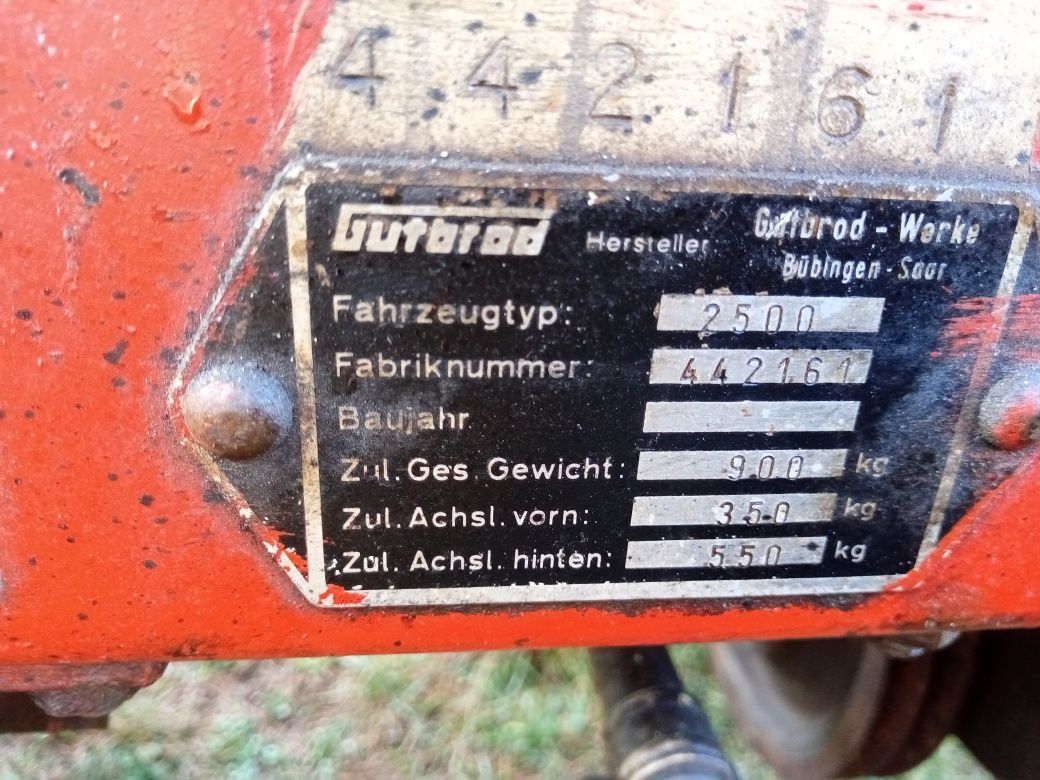 442161
Gutbrod Hersteller: Gutbrod - Werke
Bübingen - Saar
Fahrzeugtyp: 2500
Fabriknummer: 442161
Baujahr
Zul. Ges. Gewicht: 900 kg
Zul. Achsl. vorn: 350 kg
Zul. Achsl. hinten: 550 kg